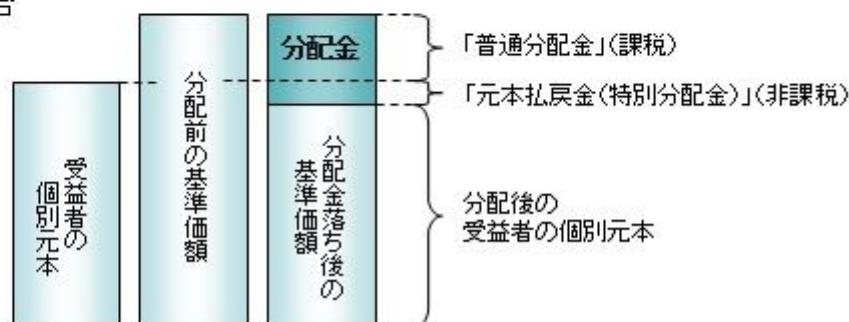 受益者の
個別元本
分配前の基準価額
分配金
分配金落ち後の
基準価額
「普通分配金」(課税)
「元本払戻金(特別分配金)」(非課税)
分配後の
受益者の個別元本